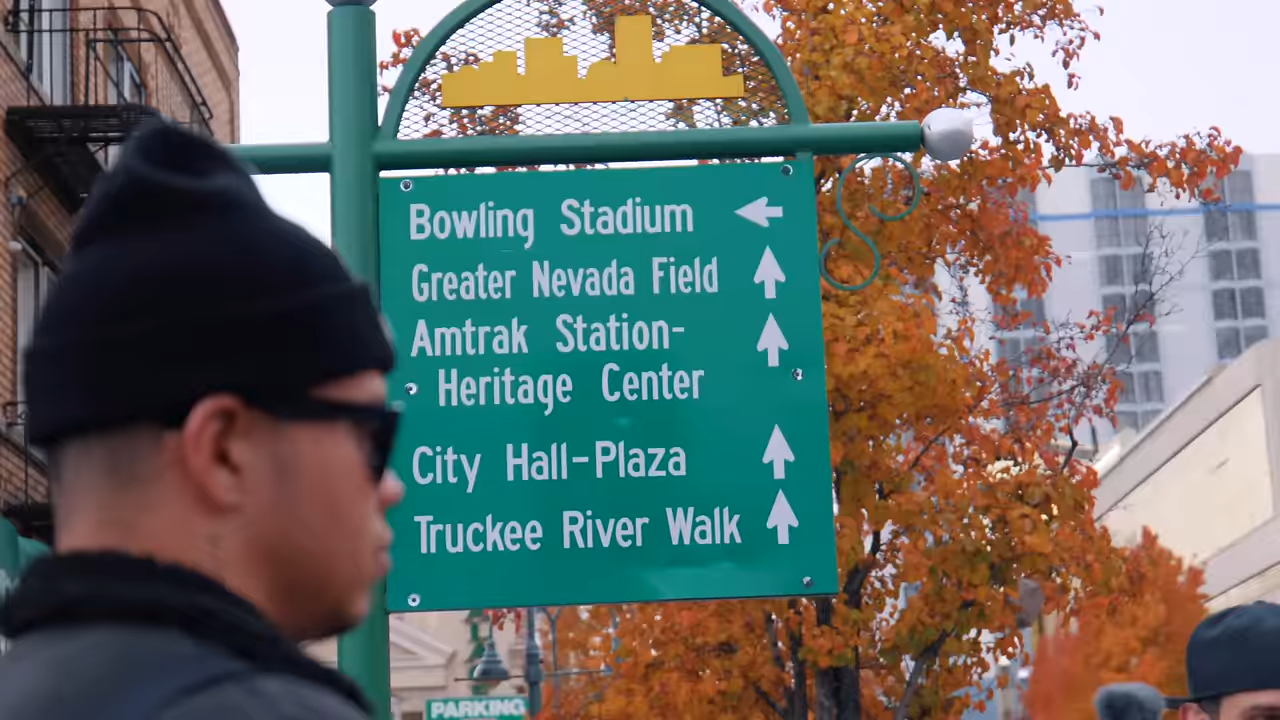 Bowling Stadium
Greater Nevada Field
Amtrak Station-
Heritage Center
City Hall-Plaza
Truckee River Walk
PARKING